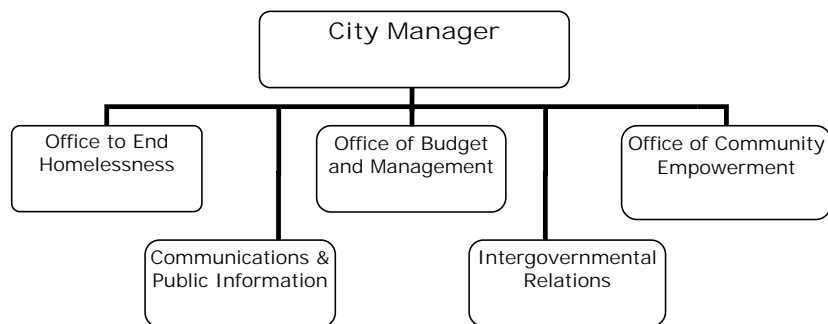 City Manager
Office to End
Homelessness
Office of Budget
and Management
Office of Community
Empowerment
Communications &
Public Information
Intergovernmental
Relations